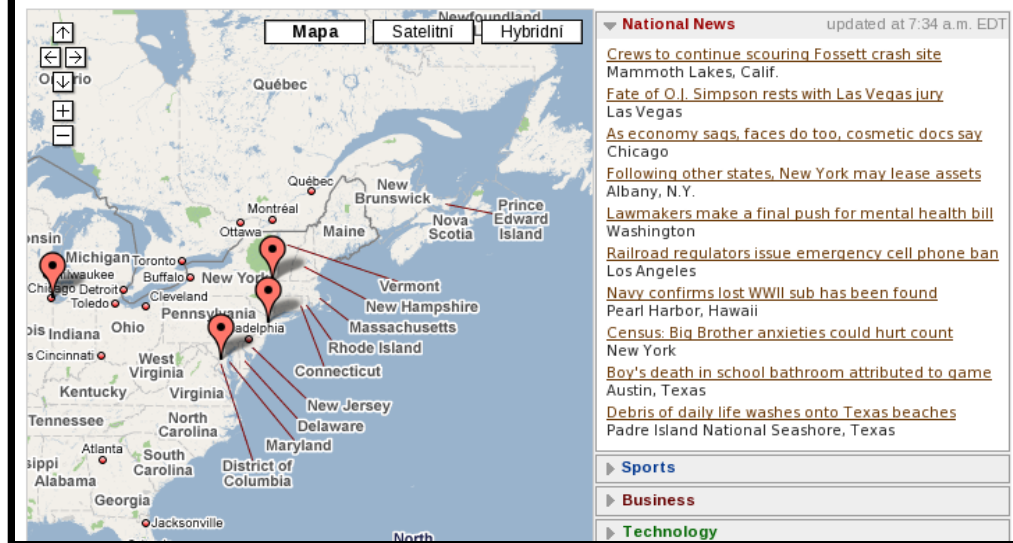 Newfoundland
Mapa
Satelitní
Hybridní
Québec
Québec
New
Brunswick
Prince
Edward
Island
Montréal
Nova
Scotia
Ottawa
Maine
Michigan
Toronto
Buffalo
New York
Vermont
Detroit
Chicago
Toledo
Cleveland
New Hampshire
Pennsylvania
Massachusetts
Indiana
Ohio
Rhode Island
Cincinnati
West
Virginia
Connecticut
Kentucky
Virginia
New Jersey
Tennessee
North
Carolina
Delaware
Maryland
Atlanta
South
Carolina
District of
Columbia
Alabama
Georgia
Jacksonville
North
National News
updated at 7:34 a.m. EDT
Crews to continue scouring Fossett crash site
Mammoth Lakes, Calif.
Fate of O.J. Simpson rests with Las Vegas jury
Las Vegas
As economy sags, faces do too, cosmetic docs say
Chicago
Following other states, New York may lease assets
Albany, N.Y.
Lawmakers make a final push for mental health bill
Washington
Railroad regulators issue emergency cell phone ban
Los Angeles
Navy confirms lost WWII sub has been found
Pearl Harbor, Hawaii
Census: Big Brother anxieties could hurt count
New York
Boy's death in school bathroom attributed to game
Austin, Texas
Debris of daily life washes onto Texas beaches
Padre Island National Seashore, Texas
Sports
Business
Technology